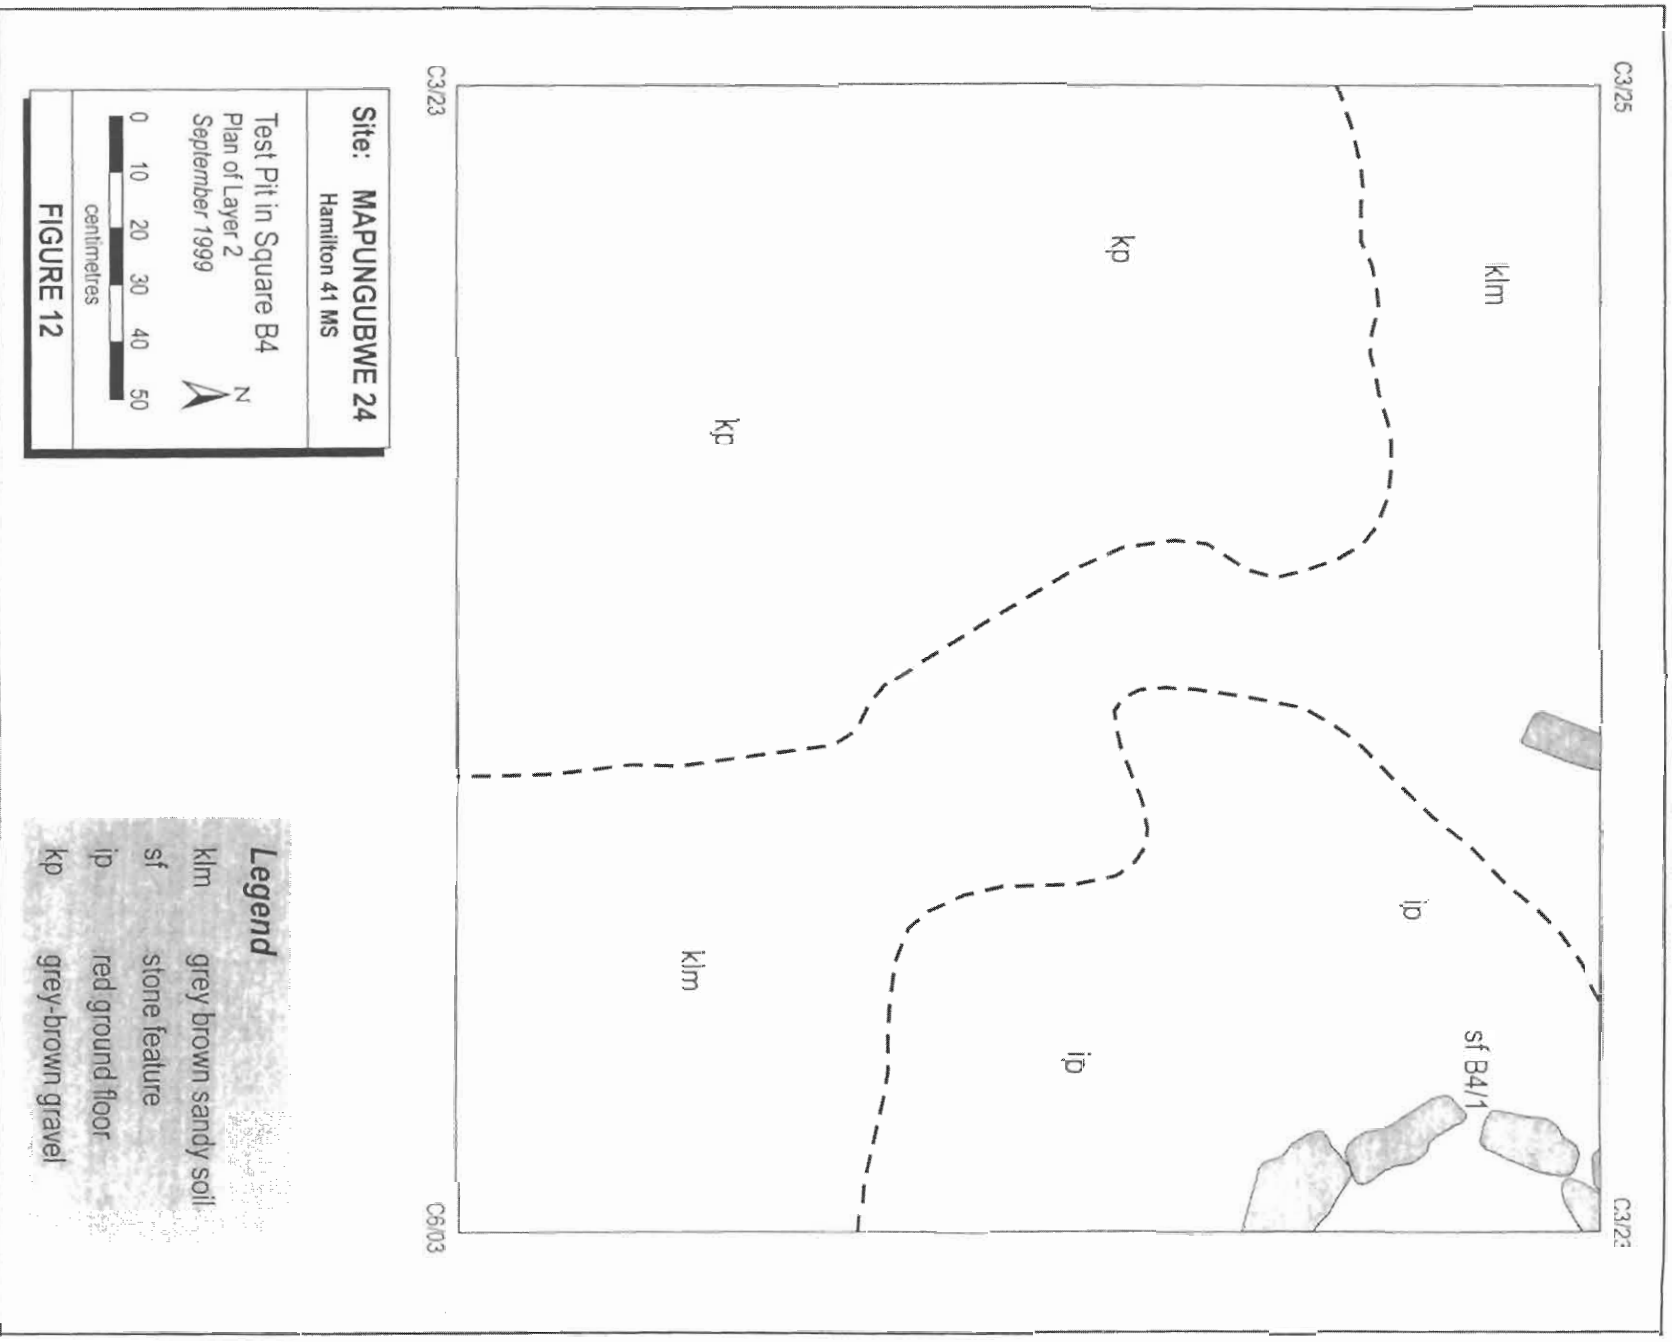 C3/25
C3/23
klm
kp
kp
ip
sf B4/1
klm
ip
C3/23
C6/03
Site: MAPUNGUBWE 24
Hamilton 41 MS
Test Pit in Square B4
Plan of Layer 2
September 1999
N
0 10 20 30 40 50
centimetres
FIGURE 12
Legend
klm grey brown sandy soil
sf stone feature
ip red ground floor
kp grey-brown gravel